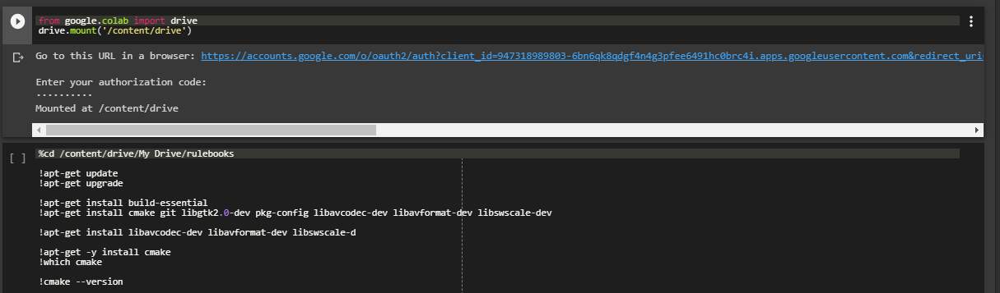 from google.colab import drive
drive.mount('/content/drive')
Go to this URL in a browser: https://accounts.google.com/o/oauth2/auth?client_id=947318989803-6bn6qk8qdgf4n4g3pfee6491hc0brc4i.apps.googleusercontent.com&redirect_uri=
Enter your authorization code:
··········
Mounted at /content/drive
[ ]
%cd /content/drive/My Drive/rulebooks
!apt-get update
!apt-get upgrade
!apt-get install build-essential
!apt-get install cmake git libgtk2.0-dev pkg-config libavcodec-dev libavformat-dev libswscale-dev
!apt-get install libavcodec-dev libavformat-dev libswscale-d
!apt-get -y install cmake
!which cmake
!cmake --version